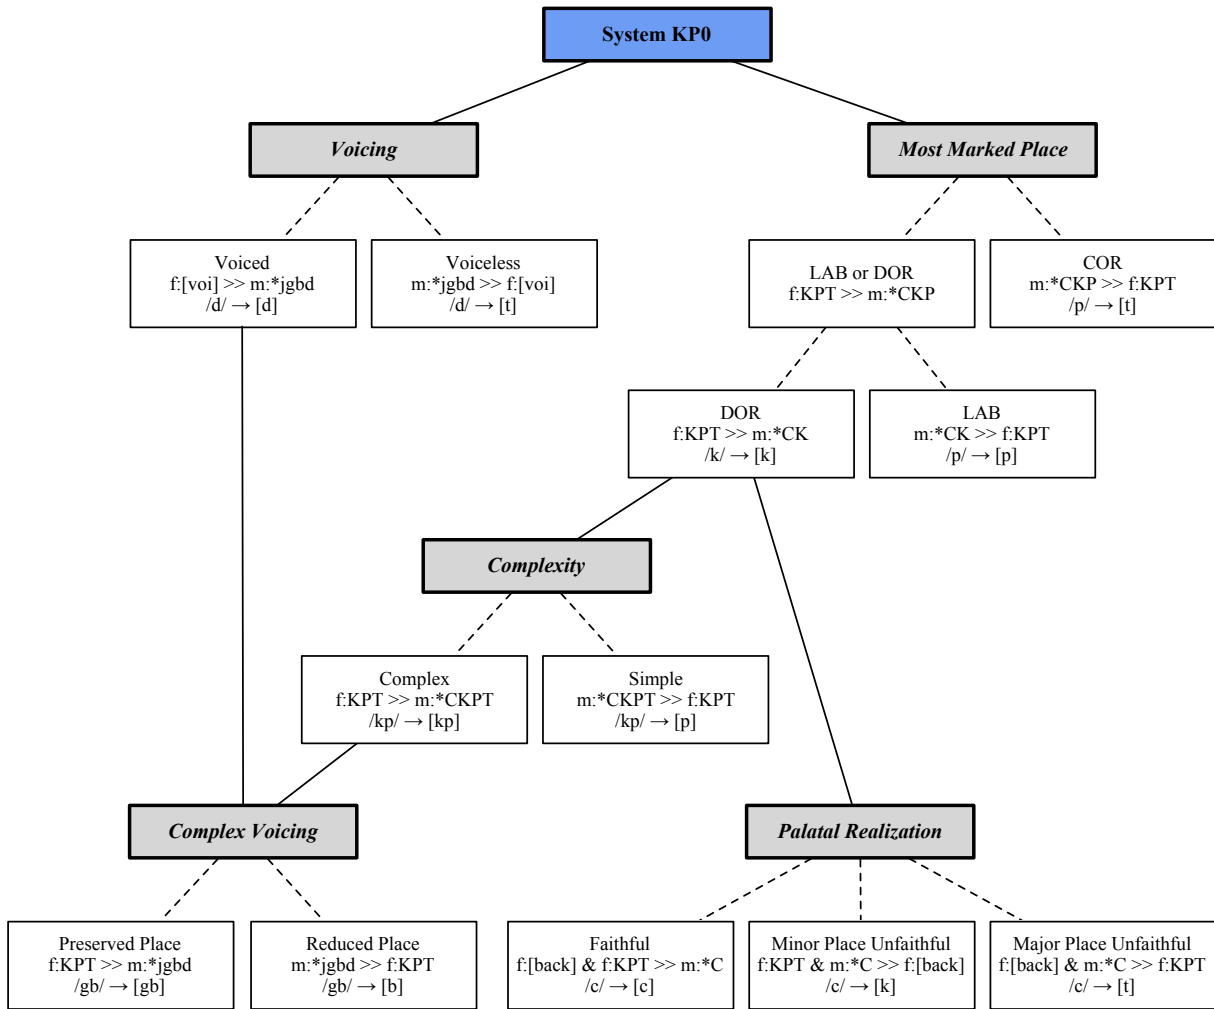 System KP0
Voicing
Most Marked Place
Voiced
f:[voi] >> m:*jgbd
/d/ → [d]
Voiceless
m:*jgbd >> f:[voi]
/d/ → [t]
LAB or DOR
f:KPT >> m:*CKP
COR
m:*CKP >> f:KPT
/p/ → [t]
DOR
f:KPT >> m:*CK
/k/ → [k]
LAB
m:*CK >> f:KPT
/p/ → [p]
Complexity
Complex
f:KPT >> m:*CKPT
/kp/ → [kp]
Simple
m:*CKPT >> f:KPT
/kp/ → [p]
Complex Voicing
Palatal Realization
Preserved Place
f:KPT >> m:*jgbd
/gb/ → [gb]
Reduced Place
m:*jgbd >> f:KPT
/gb/ → [b]
Faithful
f:[back] & f:KPT >> m:*C
/c/ → [c]
Minor Place Unfaithful
f:KPT & m:*C >> f:[back]
/c/ → [k]
Major Place Unfaithful
f:[back] & m:*C >> f:KPT
/c/ → [t]